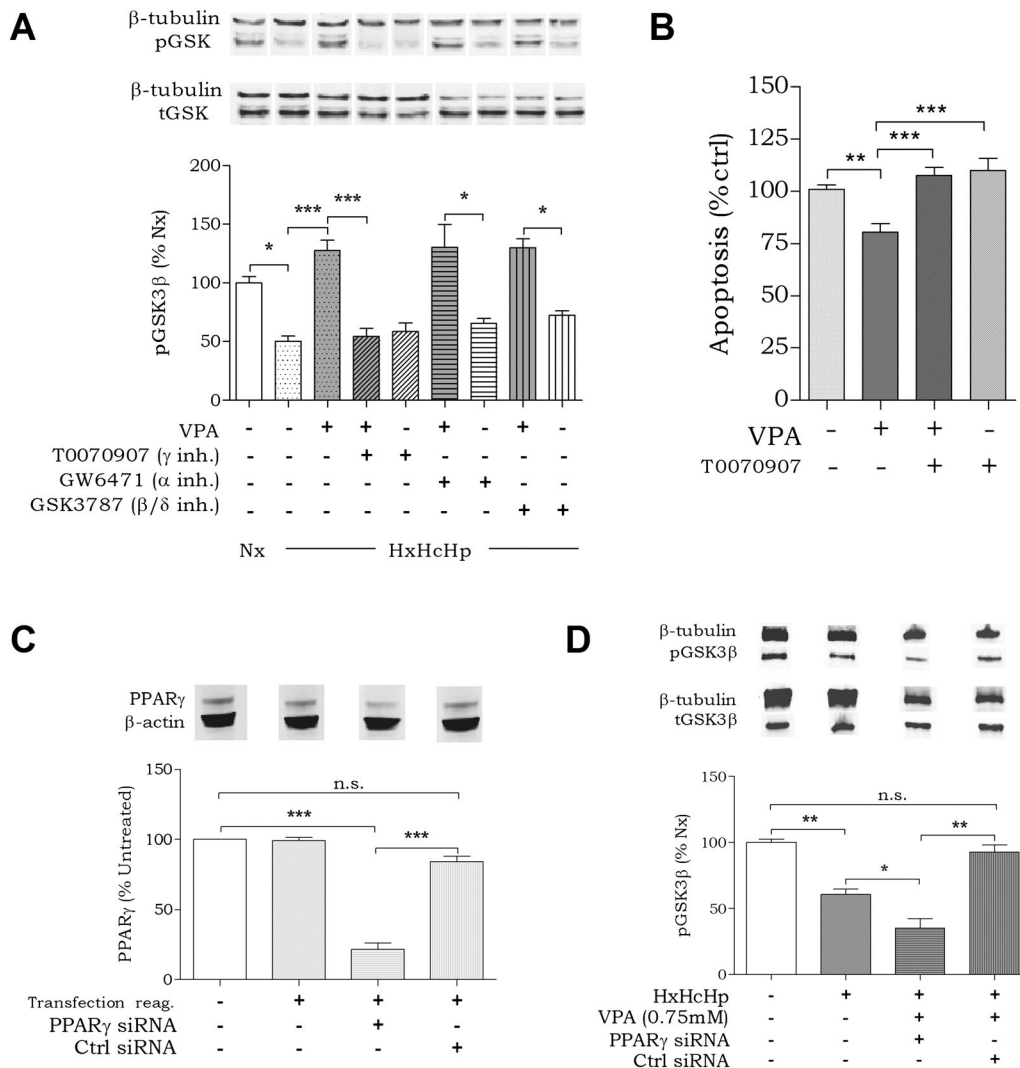 A
β-tubulin
pGSK
β-tubulin
tGSK
pGSK3β (% Nx)
200
150
100
50
0
* *** *** * *
VPA - - + + - + - + -
T0070907 (γ inh.) - - - + + - - - -
GW6471 (α inh.) - - - - - + + - -
GSK3787 (β/δ inh.) - - - - - - - + +
Nx HxHcHp
B
Apoptosis (% ctrl)
150
125
100
75
50
25
0
** *** ***
VPA - + + -
T0070907 - - + +
C
PPARγ
β-actin
PPARγ (% Untreated)
150
100
50
0
n.s.
*** ***
Transfection reag. - + + +
PPARγ siRNA - - + -
Ctrl siRNA - - - +
D
β-tubulin
pGSK3β
β-tubulin
tGSK3β
pGSK3β (% Nx)
150
100
50
0
n.s.
** **
*
HxHcHp - + + +
VPA (0.75mM) - - + +
PPARγ siRNA - - + -
Ctrl siRNA - - - +